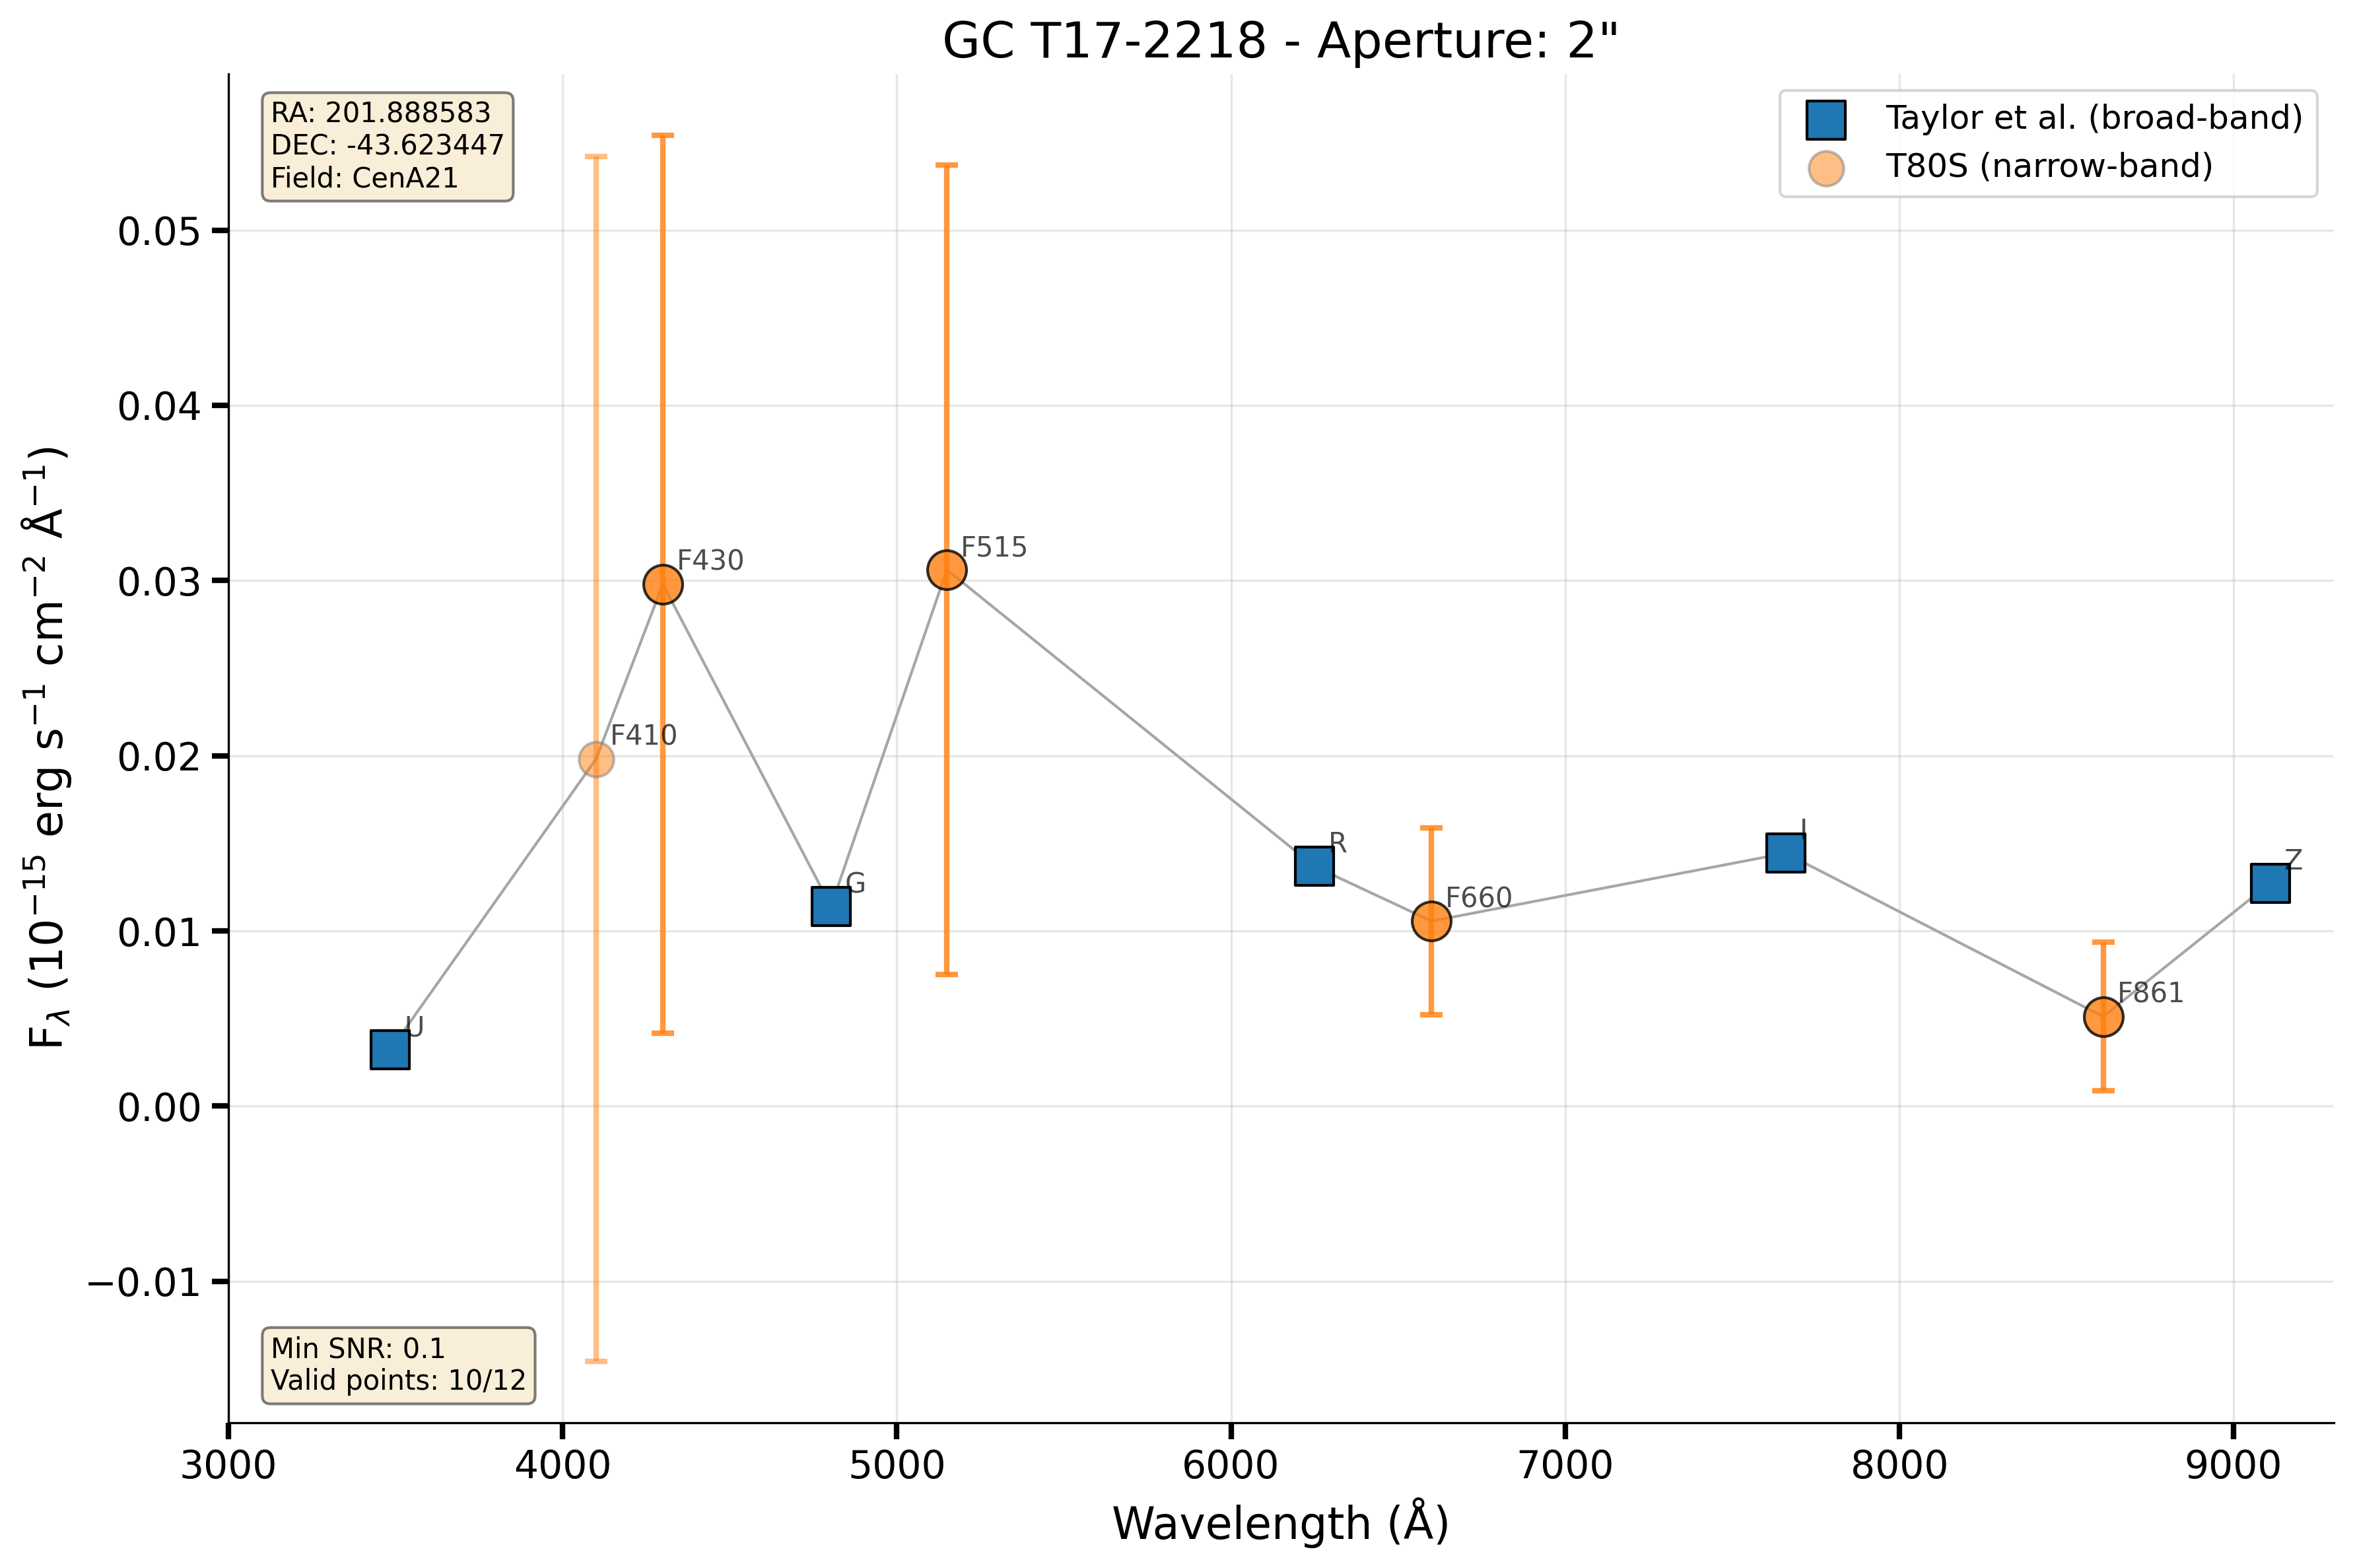 GC T17-2218 - Aperture: 2"
RA: 201.888583
DEC: -43.623447
Field: CenA21
Taylor et al. (broad-band)
T80S (narrow-band)
F_λ (10⁻¹⁵ erg s⁻¹ cm⁻² Å⁻¹)
0.05
0.04
0.03
0.02
0.01
0.00
−0.01
U
F410
F430
G
F515
R
F660
I
F861
Z
Min SNR: 0.1
Valid points: 10/12
3000 4000 5000 6000 7000 8000 9000
Wavelength (Å)